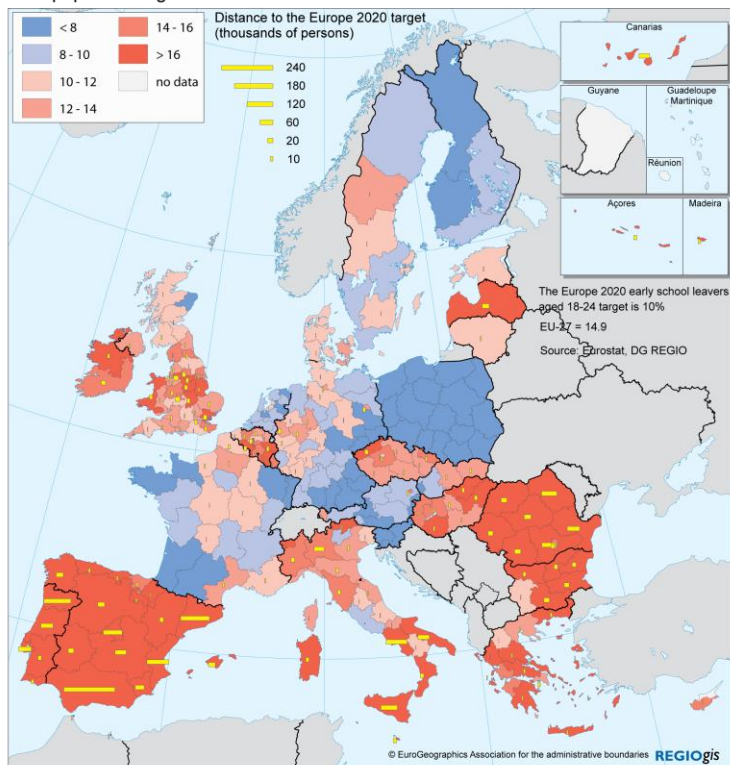 < 8
8 - 10
10 - 12
12 - 14
14 - 16
> 16
no data
Distance to the Europe 2020 target
(thousands of persons)
240
180
120
60
20
10
Canarias
Guyane
Guadeloupe
Martinique
Réunion
Açores
Madeira
The Europe 2020 early school leavers
aged 18-24 target is 10%
EU-27 = 14.9
Source: Eurostat, DG REGIO
© EuroGeographics Association for the administrative boundaries REGIOgis